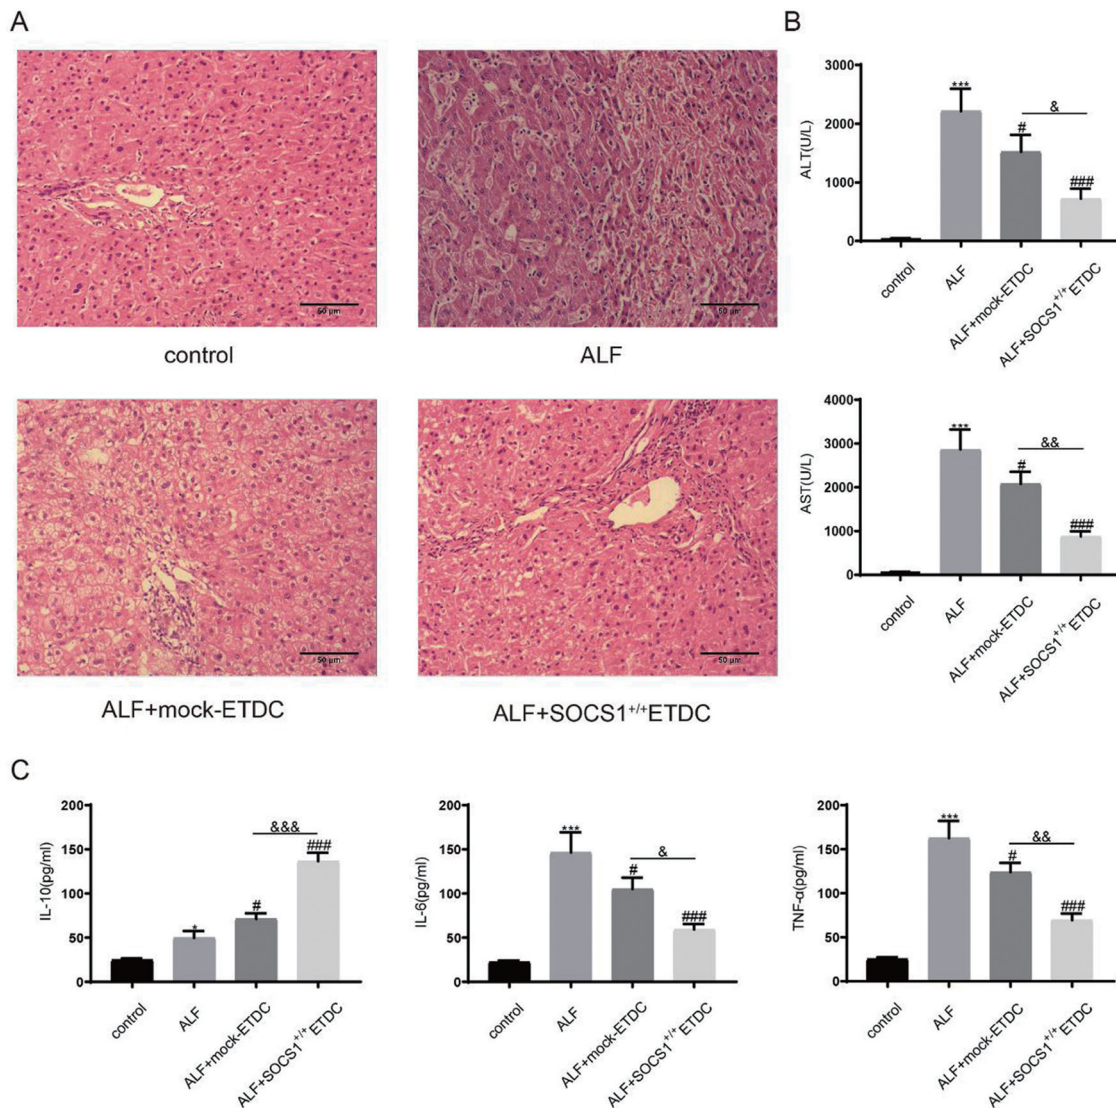 A
B
50 μm
50 μm
control
ALF
50 μm
50 μm
ALF+mock-ETDC
ALF+SOCS1+/+ETDC
ALT(U/L)
3000
2000
1000
0
***
#
&
###
control
ALF
ALF+mock-ETDC
ALF+SOCS1+/+ETDC
AST(U/L)
4000
3000
2000
1000
0
***
#
&&
###
control
ALF
ALF+mock-ETDC
ALF+SOCS1+/+ETDC
C
IL-10(pg/ml)
200
150
100
50
0
*
#
&&&
###
control
ALF
ALF+mock-ETDC
ALF+SOCS1+/+ETDC
IL-6(pg/ml)
200
150
100
50
0
***
#
&
###
control
ALF
ALF+mock-ETDC
ALF+SOCS1+/+ETDC
TNF-α(pg/ml)
200
150
100
50
0
***
#
&&
###
control
ALF
ALF+mock-ETDC
ALF+SOCS1+/+ETDC